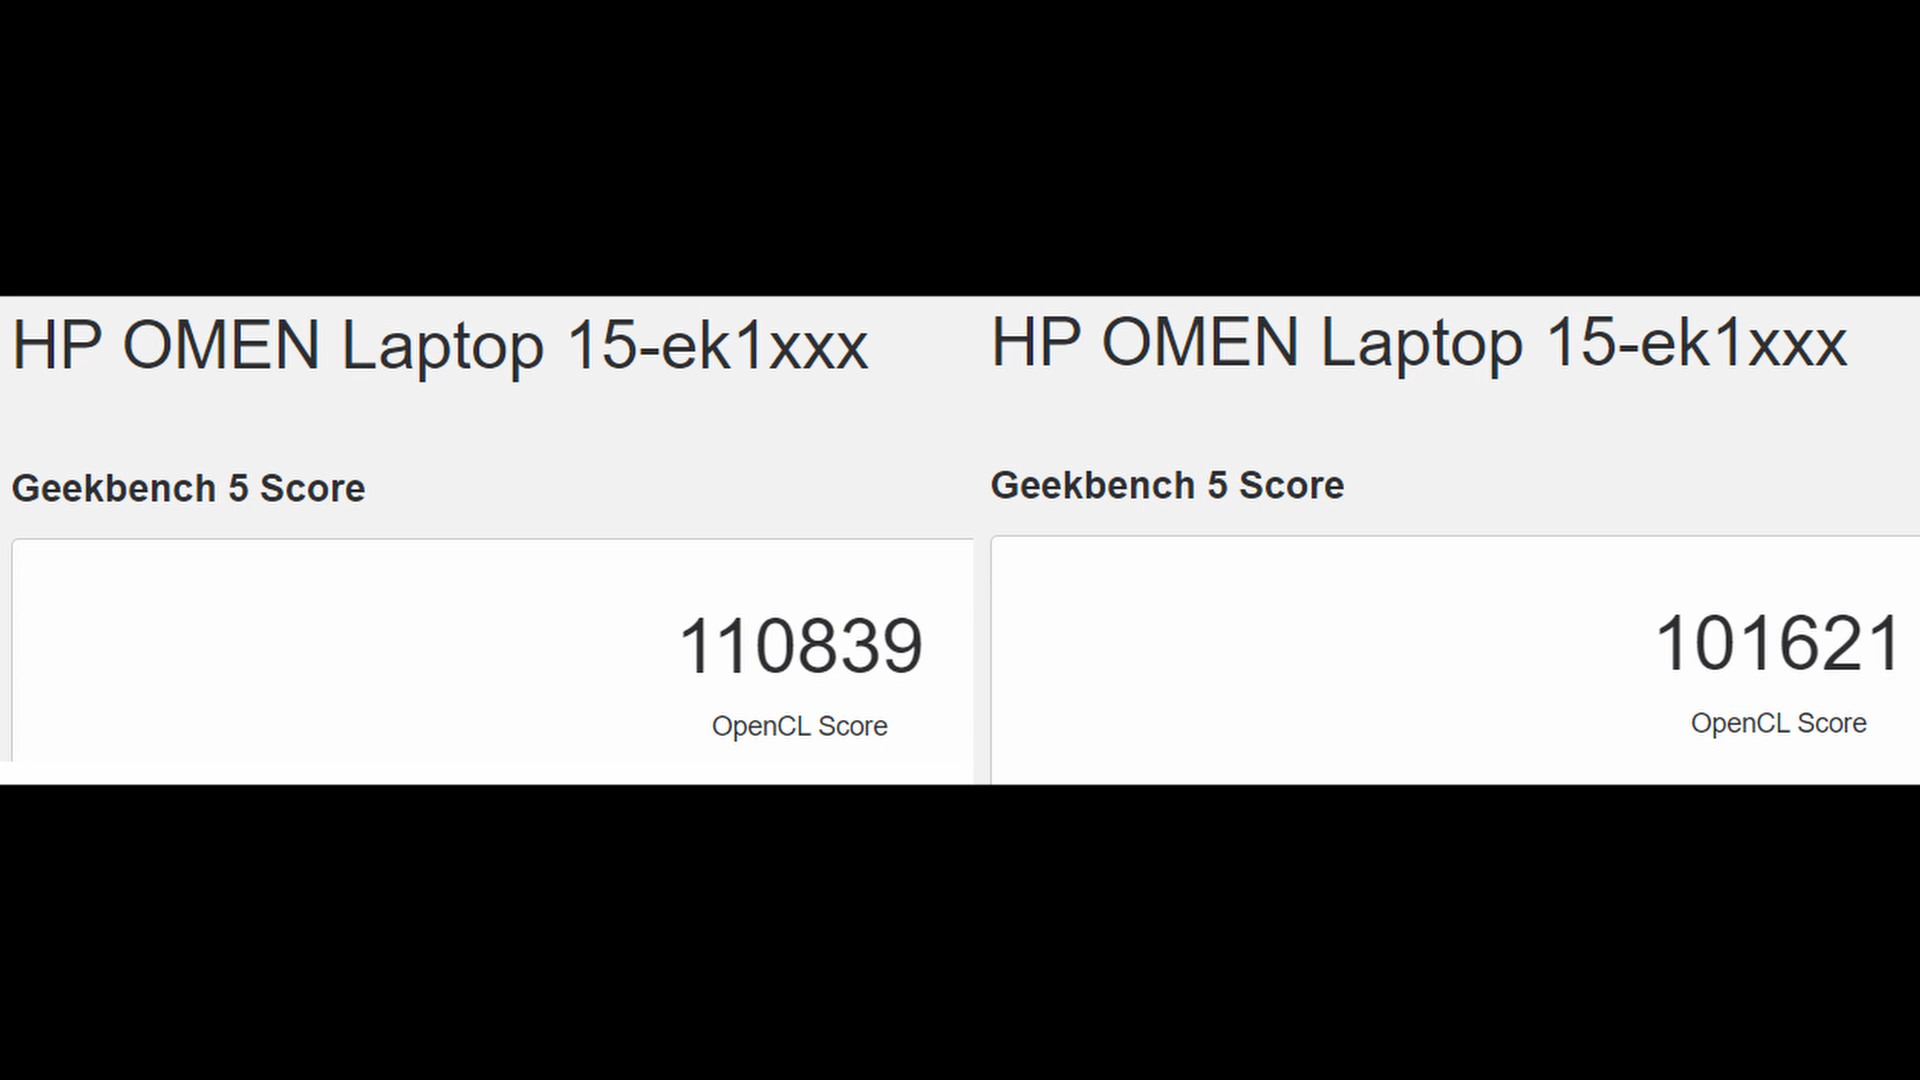 HP OMEN Laptop 15-ek1xxx
Geekbench 5 Score
110839
OpenCL Score
HP OMEN Laptop 15-ek1xxx
Geekbench 5 Score
101621
OpenCL Score